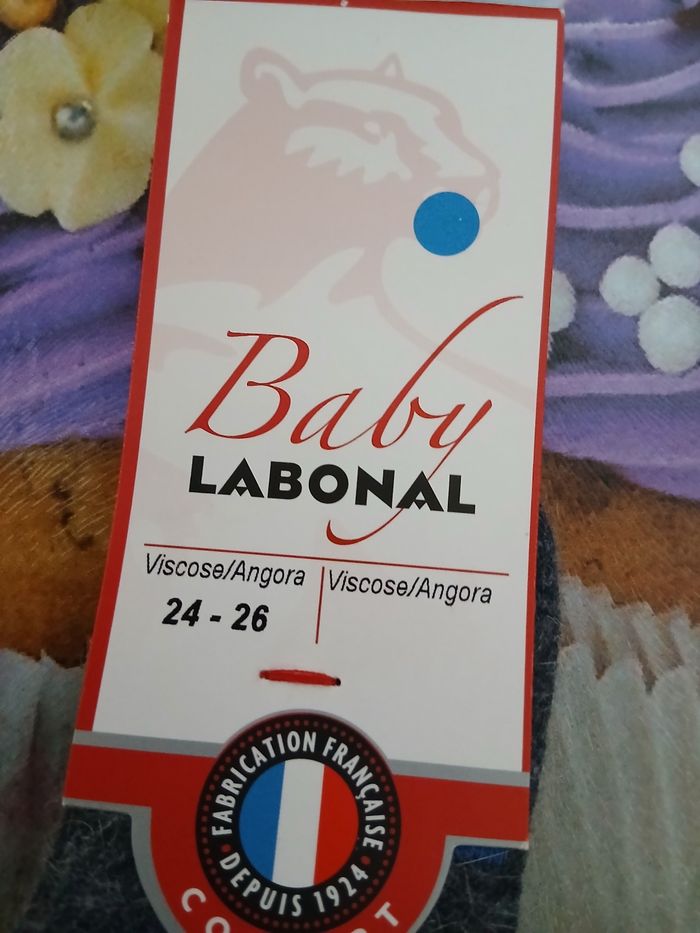 Baby
LABONAL
Viscose/Angora
24 - 26
Viscose/Angora
FABRICATION FRANÇAISE
• DEPUIS 1924 •